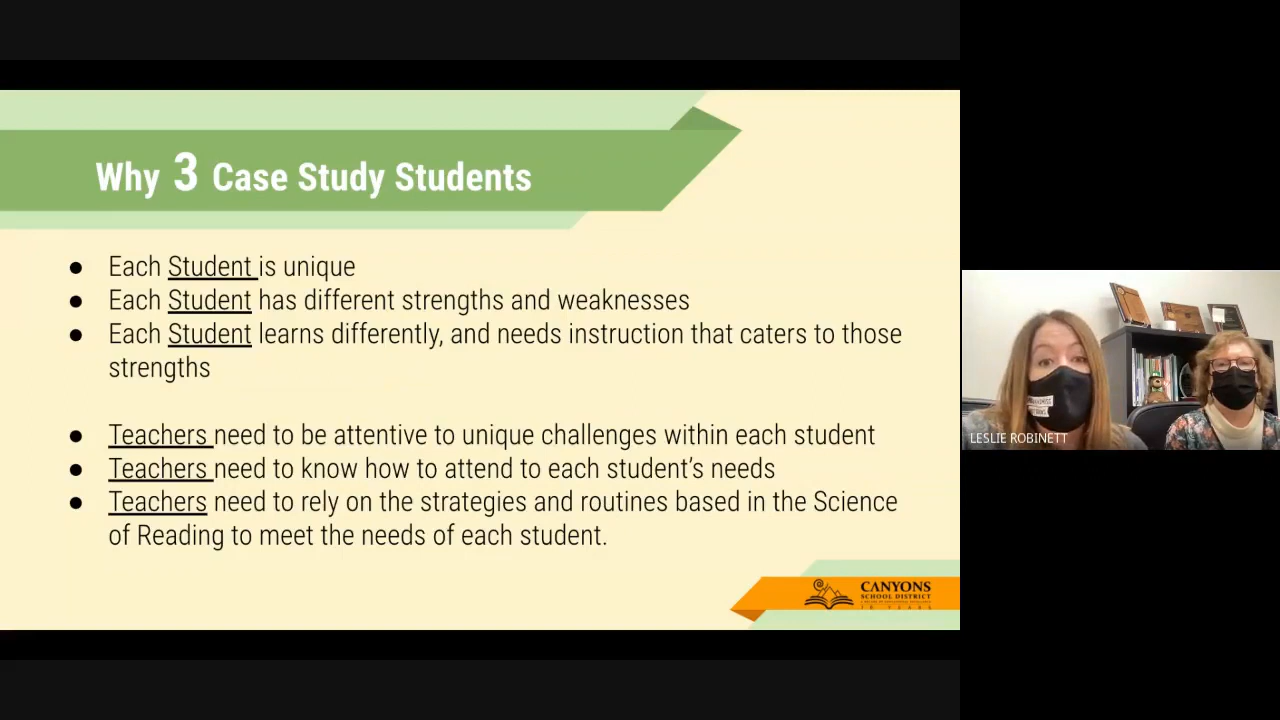 Why 3 Case Study Students
● Each Student is unique
● Each Student has different strengths and weaknesses
● Each Student learns differently, and needs instruction that caters to those
strengths
● Teachers need to be attentive to unique challenges within each student
● Teachers need to know how to attend to each student's needs
● Teachers need to rely on the strategies and routines based in the Science
of Reading to meet the needs of each student.
CANYONS
SCHOOL DISTRICT
LESLIE ROBINETT